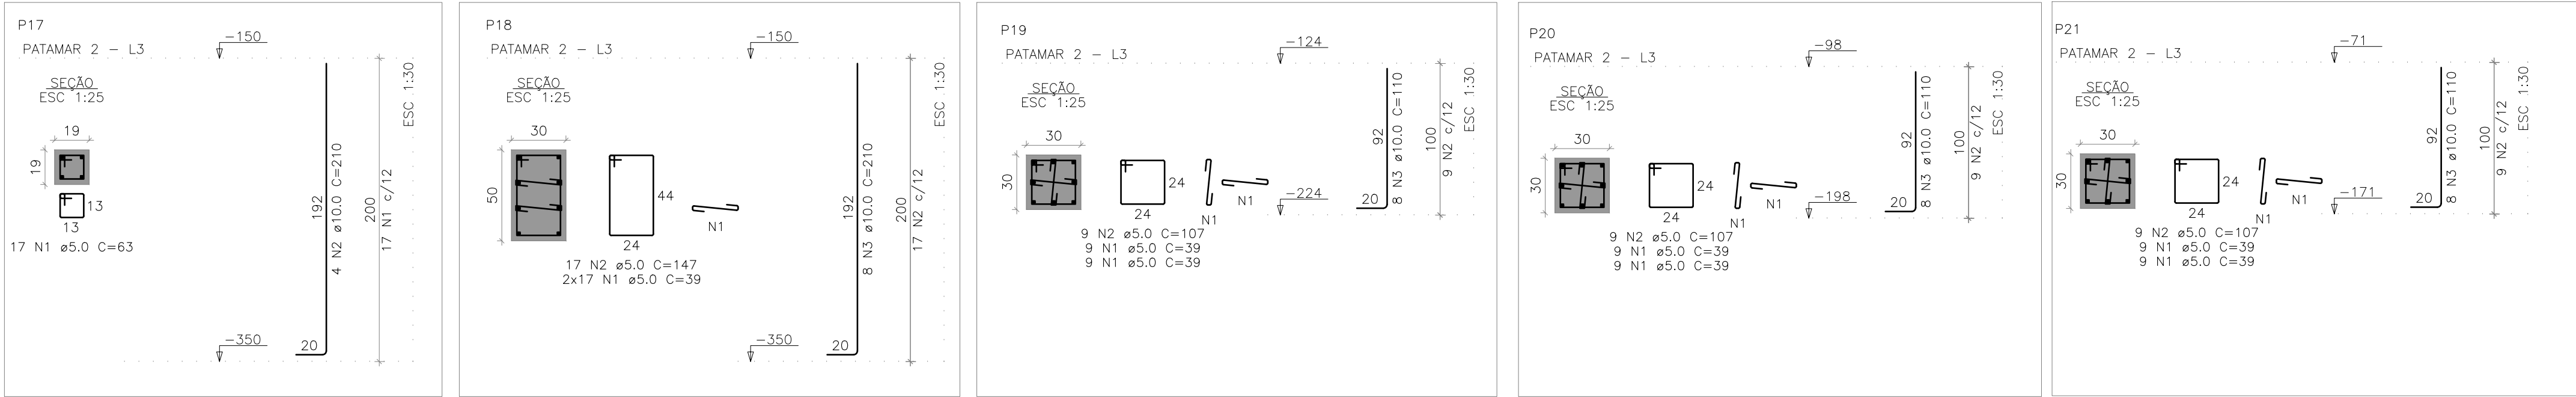 P17
PATAMAR 2 - L3
-150
SEÇÃO
ESC 1:25
19
19
13
13
17 N1 ø5.0 C=63
192
4 N2 ø10.0 C=210
20
200
17 N1 c/12
ESC 1:30
-350
P18
PATAMAR 2 - L3
-150
SEÇÃO
ESC 1:25
30
50
44
24
N1
17 N2 ø5.0 C=147
2x17 N1 ø5.0 C=39
192
8 N3 ø10.0 C=210
20
200
17 N2 c/12
ESC 1:30
-350
P19
PATAMAR 2 - L3
-124
SEÇÃO
ESC 1:25
30
30
24
24
N1
N1
9 N2 ø5.0 C=107
9 N1 ø5.0 C=39
9 N1 ø5.0 C=39
92
8 N3 ø10.0 C=110
20
100
9 N2 c/12
ESC 1:30
-224
P20
PATAMAR 2 - L3
-98
SEÇÃO
ESC 1:25
30
30
24
24
N1
N1
9 N2 ø5.0 C=107
9 N1 ø5.0 C=39
9 N1 ø5.0 C=39
92
8 N3 ø10.0 C=110
20
100
9 N2 c/12
ESC 1:30
-198
P21
PATAMAR 2 - L3
-71
SEÇÃO
ESC 1:25
30
30
24
24
N1
N1
9 N2 ø5.0 C=107
9 N1 ø5.0 C=39
9 N1 ø5.0 C=39
92
8 N3 ø10.0 C=110
20
100
9 N2 c/12
ESC 1:30
-171